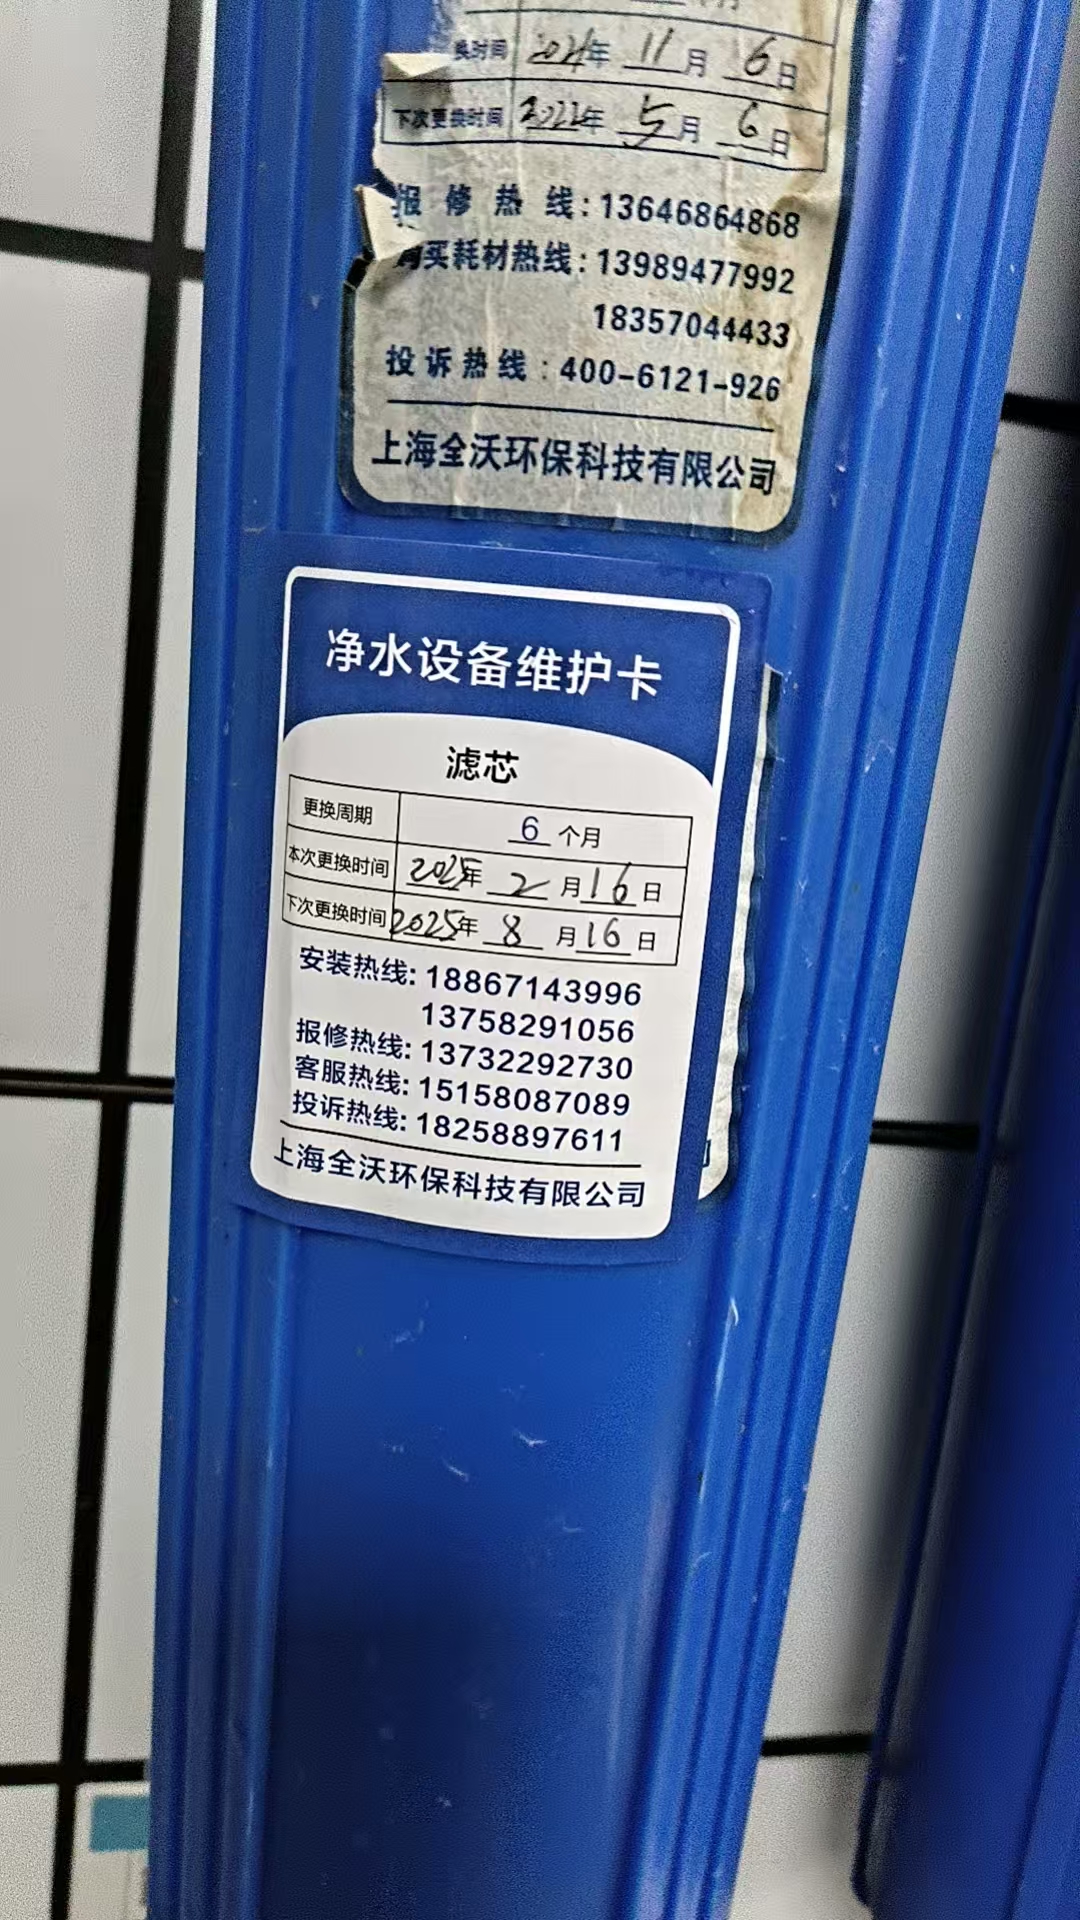 换时间 2021年 11月 6日
下次更换时间 2022年 5月 6日
报修热线:13646864868
购买耗材热线:13989477992
18357044433
投诉热线:400-6121-926
上海全沃环保科技有限公司
净水设备维护卡
滤芯
更换周期 6 个月
本次更换时间 2025年 2月16日
下次更换时间 2025年 8月16日
安装热线:18867143996
13758291056
报修热线:13732292730
客服热线:15158087089
投诉热线:18258897611
上海全沃环保科技有限公司